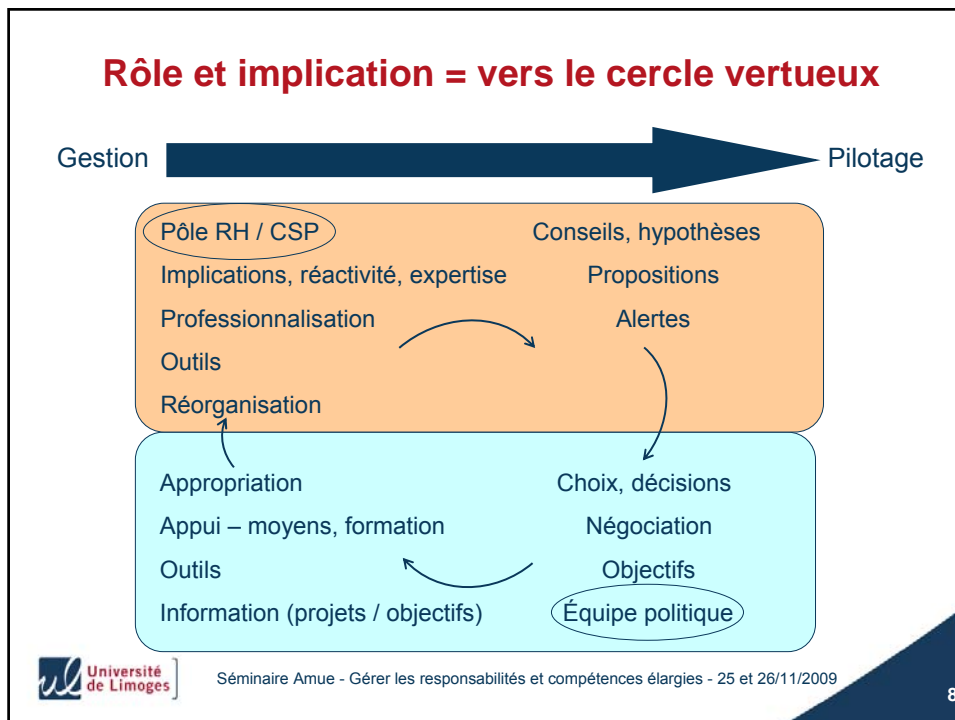 Rôle et implication = vers le cercle vertueux
Gestion
Pilotage
Pôle RH / CSP
Implications, réactivité, expertise
Professionnalisation
Outils
Réorganisation
Conseils, hypothèses
Propositions
Alertes
Appropriation
Appui – moyens, formation
Outils
Information (projets / objectifs)
Choix, décisions
Négociation
Objectifs
Équipe politique
ul Université
de Limoges
Séminaire Amue - Gérer les responsabilités et compétences élargies - 25 et 26/11/2009
8